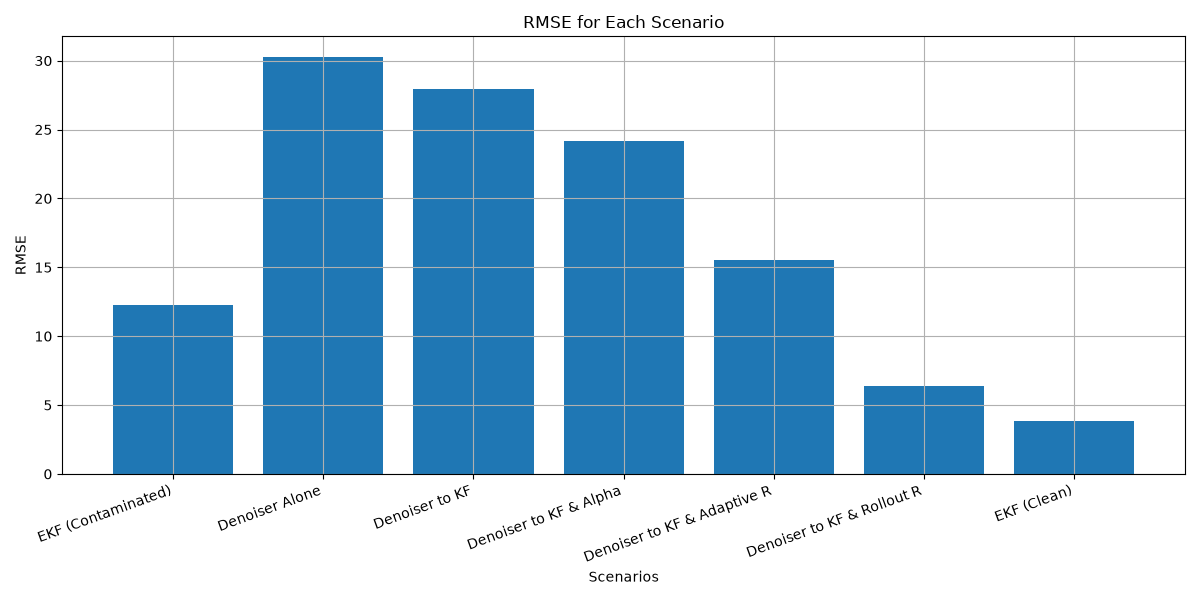 RMSE for Each Scenario
RMSE
30
25
20
15
10
5
0
EKF (Contaminated)
Denoiser Alone
Denoiser to KF
Denoiser to KF & Alpha
Denoiser to KF & Adaptive R
Denoiser to KF & Rollout R
EKF (Clean)
Scenarios